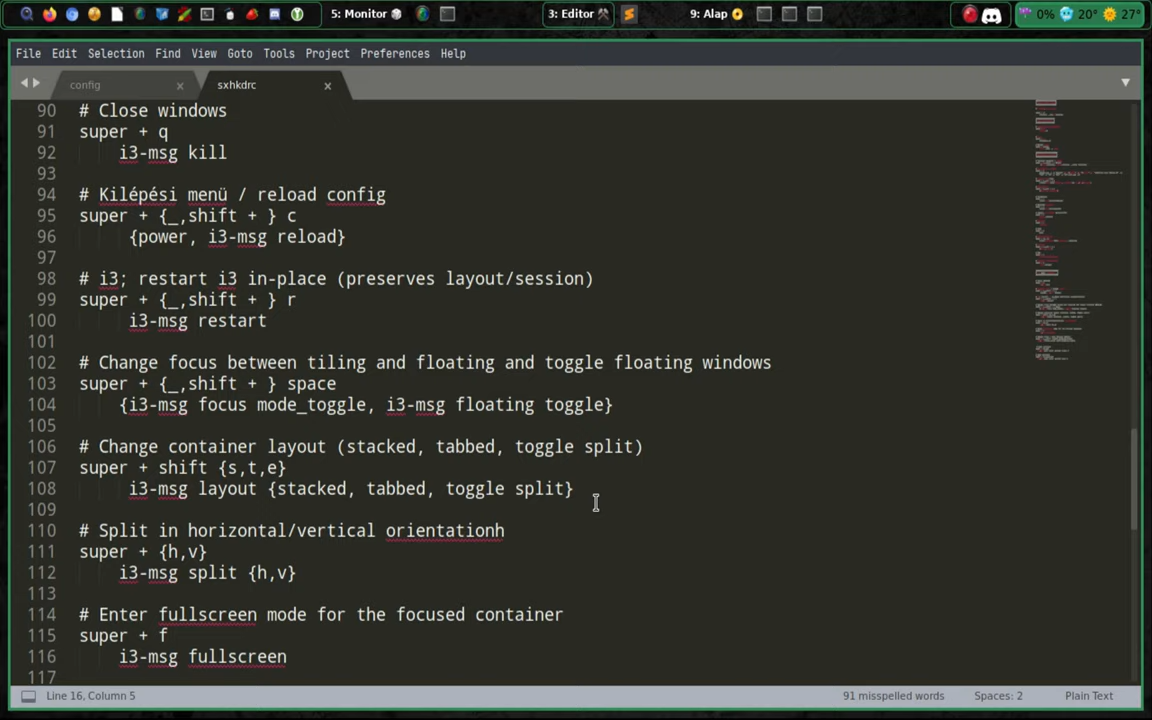 5: Monitor
3: Editor
9: Alap
0% 20° 27°
File Edit Selection Find View Goto Tools Project Preferences Help
config × sxhkdrc ×
90 # Close windows
91 super + q
92 i3-msg kill
93
94 # Kilépési menü / reload config
95 super + {_,shift + } c
96 {power, i3-msg reload}
97
98 # i3; restart i3 in-place (preserves layout/session)
99 super + {_,shift + } r
100 i3-msg restart
101
102 # Change focus between tiling and floating and toggle floating windows
103 super + {_,shift + } space
104 {i3-msg focus mode_toggle, i3-msg floating toggle}
105
106 # Change container layout (stacked, tabbed, toggle split)
107 super + shift {s,t,e}
108 i3-msg layout {stacked, tabbed, toggle split}
109
110 # Split in horizontal/vertical orientationh
111 super + {h,v}
112 i3-msg split {h,v}
113
114 # Enter fullscreen mode for the focused container
115 super + f
116 i3-msg fullscreen
117
Line 16, Column 5 91 misspelled words Spaces: 2 Plain Text